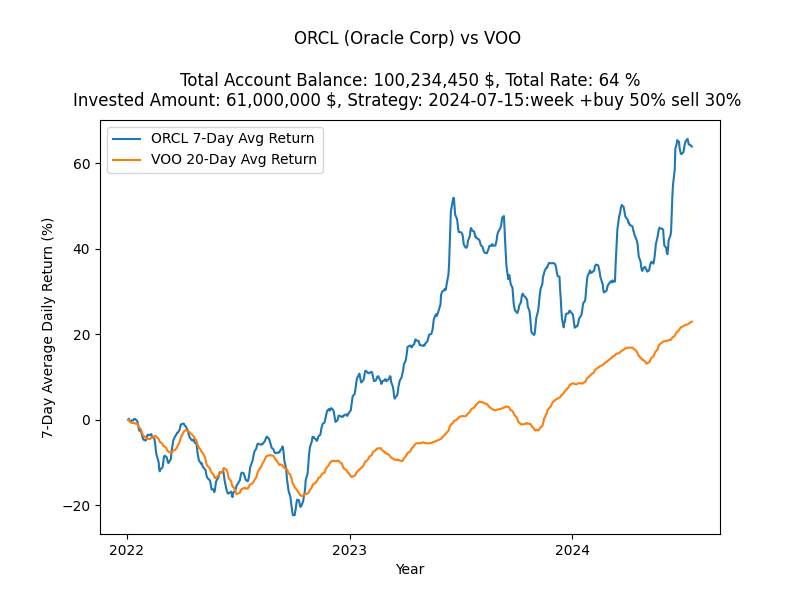 ORCL (Oracle Corp) vs VOO
Total Account Balance: 100,234,450 $, Total Rate: 64 %
Invested Amount: 61,000,000 $, Strategy: 2024-07-15:week +buy 50% sell 30%
ORCL 7-Day Avg Return
VOO 20-Day Avg Return
7-Day Average Daily Return (%)
60
40
20
0
−20
2022
2023
2024
Year